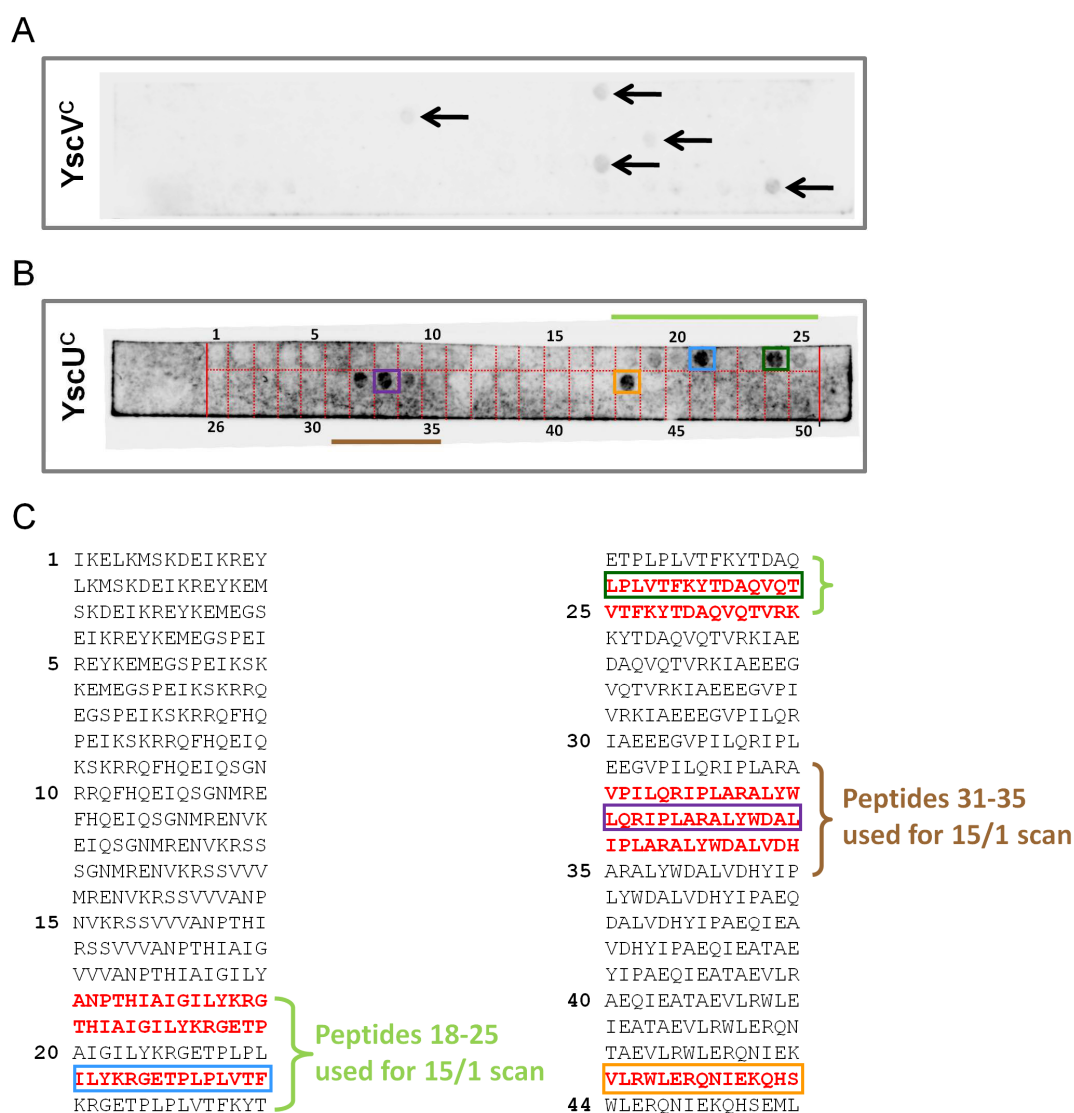 A
YscVC
B
YscUC
1 5 10 15 20 25
26 30 35 40 45 50
C
1 IKELKMSKDEIKREY
LKMSKDEIKREYKEM
SKDEIKREYKEMEGS
EIKREYKEMEGSPEI
5 REYKEMEGSPEIKSK
KEMEGSPEIKSKRRQ
EGSPEIKSKRRQFHQ
PEIKSKRRQFHQEIQ
KSKRRQFHQEIQSGN
10 RRQFHQEIQSGNMRE
FHQEIQSGNMRENVK
EIQSGNMRENVKRSS
SGNMRENVKRSSVVV
MRENVKRSSVVVANP
15 NVKRSSVVVANPTHI
RSSVVVANPTHIAIG
VVVANPTHIAIGILY
ANPTHIAIGILYKRG
THIAIGILYKRGETP
20 AIGILYKRGETPLPL
ILYKRGETPLPLVTF
KRGETPLPLVTFKYT
Peptides 18-25
used for 15/1 scan
ETPLPLVTFKYTDAQ
LPLVTFKYTDAQVQT
25 VTFKYTDAQVQTVRK
KYTDAQVQTVRKIAE
DAQVQTVRKIAEEEG
VQTVRKIAEEEGVPI
VRKIAEEEGVPILQR
30 IAEEEGVPILQRIPL
EEGVPILQRIPLARA
VPILQRIPLARALYW
LQRIPLARALYWDAL
IPLARALYWDALVDH
35 ARALYWDALVDHYIP
LYWDALVDHYIPAEQ
DALVDHYIPAEQIEA
VDHYIPAEQIEATAE
YIPAEQIEATAEVLR
40 AEQIEATAEVLRWLE
IEATAEVLRWLERQN
TAEVLRWLERQNIEK
VLRWLERQNIEKQHS
44 WLERQNIEKQHSEML
Peptides 31-35
used for 15/1 scan